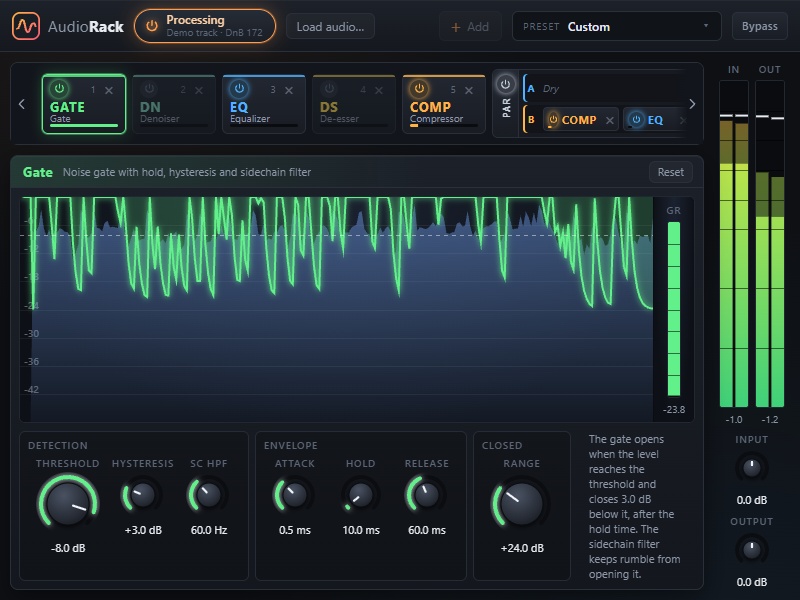 AudioRack
Processing
Demo track · DnB 172
Load audio...
+ Add
PRESET Custom
Bypass
GATE
1
Gate
DN
2
Denoiser
EQ
3
Equalizer
DS
4
De-esser
COMP
5
Compressor
PAR
A Dry
B COMP EQ
IN OUT
Gate Noise gate with hold, hysteresis and sidechain filter
Reset
GR
-12
-18
-24
-30
-36
-42
-23.8
-1.0 -1.2
DETECTION
THRESHOLD HYSTERESIS SC HPF
-8.0 dB
+3.0 dB
60.0 Hz
ENVELOPE
ATTACK HOLD RELEASE
0.5 ms 10.0 ms 60.0 ms
CLOSED
RANGE
+24.0 dB
The gate opens
when the level
reaches the
threshold and
closes 3.0 dB
below it, after the
hold time. The
sidechain filter
keeps rumble from
opening it.
INPUT
0.0 dB
OUTPUT
0.0 dB